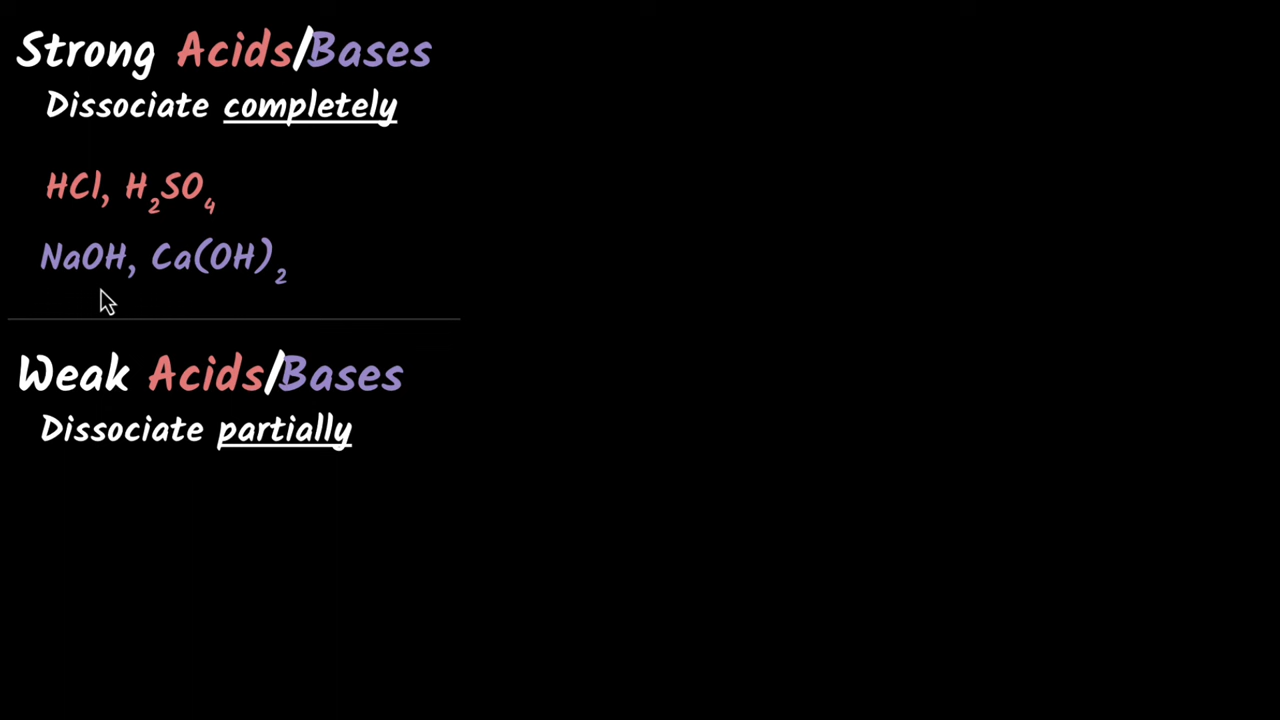 Strong Acids/Bases
Dissociate completely
HCl, H₂SO₄
NaOH, Ca(OH)₂
Weak Acids/Bases
Dissociate partially